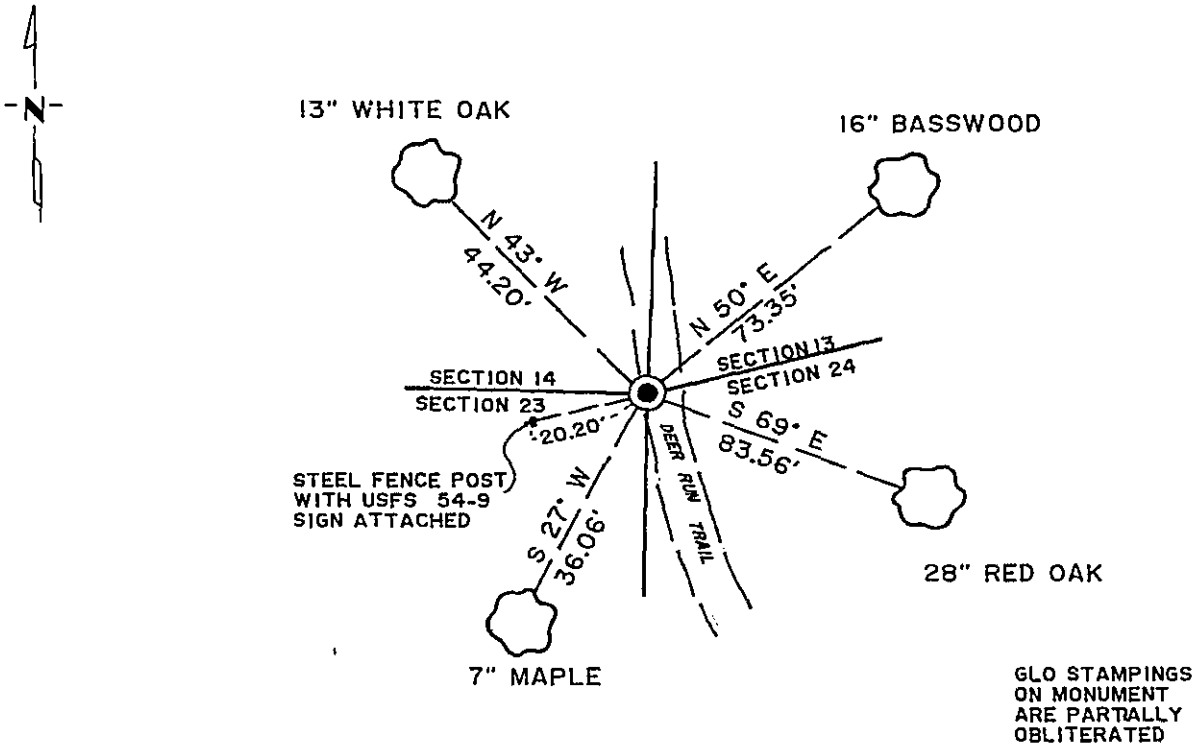 -N-
13" WHITE OAK
16" BASSWOOD
N 43° W
44.20'
N 50° E
73.35'
SECTION 14
SECTION 23
SECTION 13
SECTION 24
20.20'
S 69° E
83.56'
DEER RUN TRAIL
STEEL FENCE POST
WITH USFS 54-9
SIGN ATTACHED
S 27° W
36.06'
28" RED OAK
7" MAPLE
GLO STAMPINGS
ON MONUMENT
ARE PARTIALLY
OBLITERATED